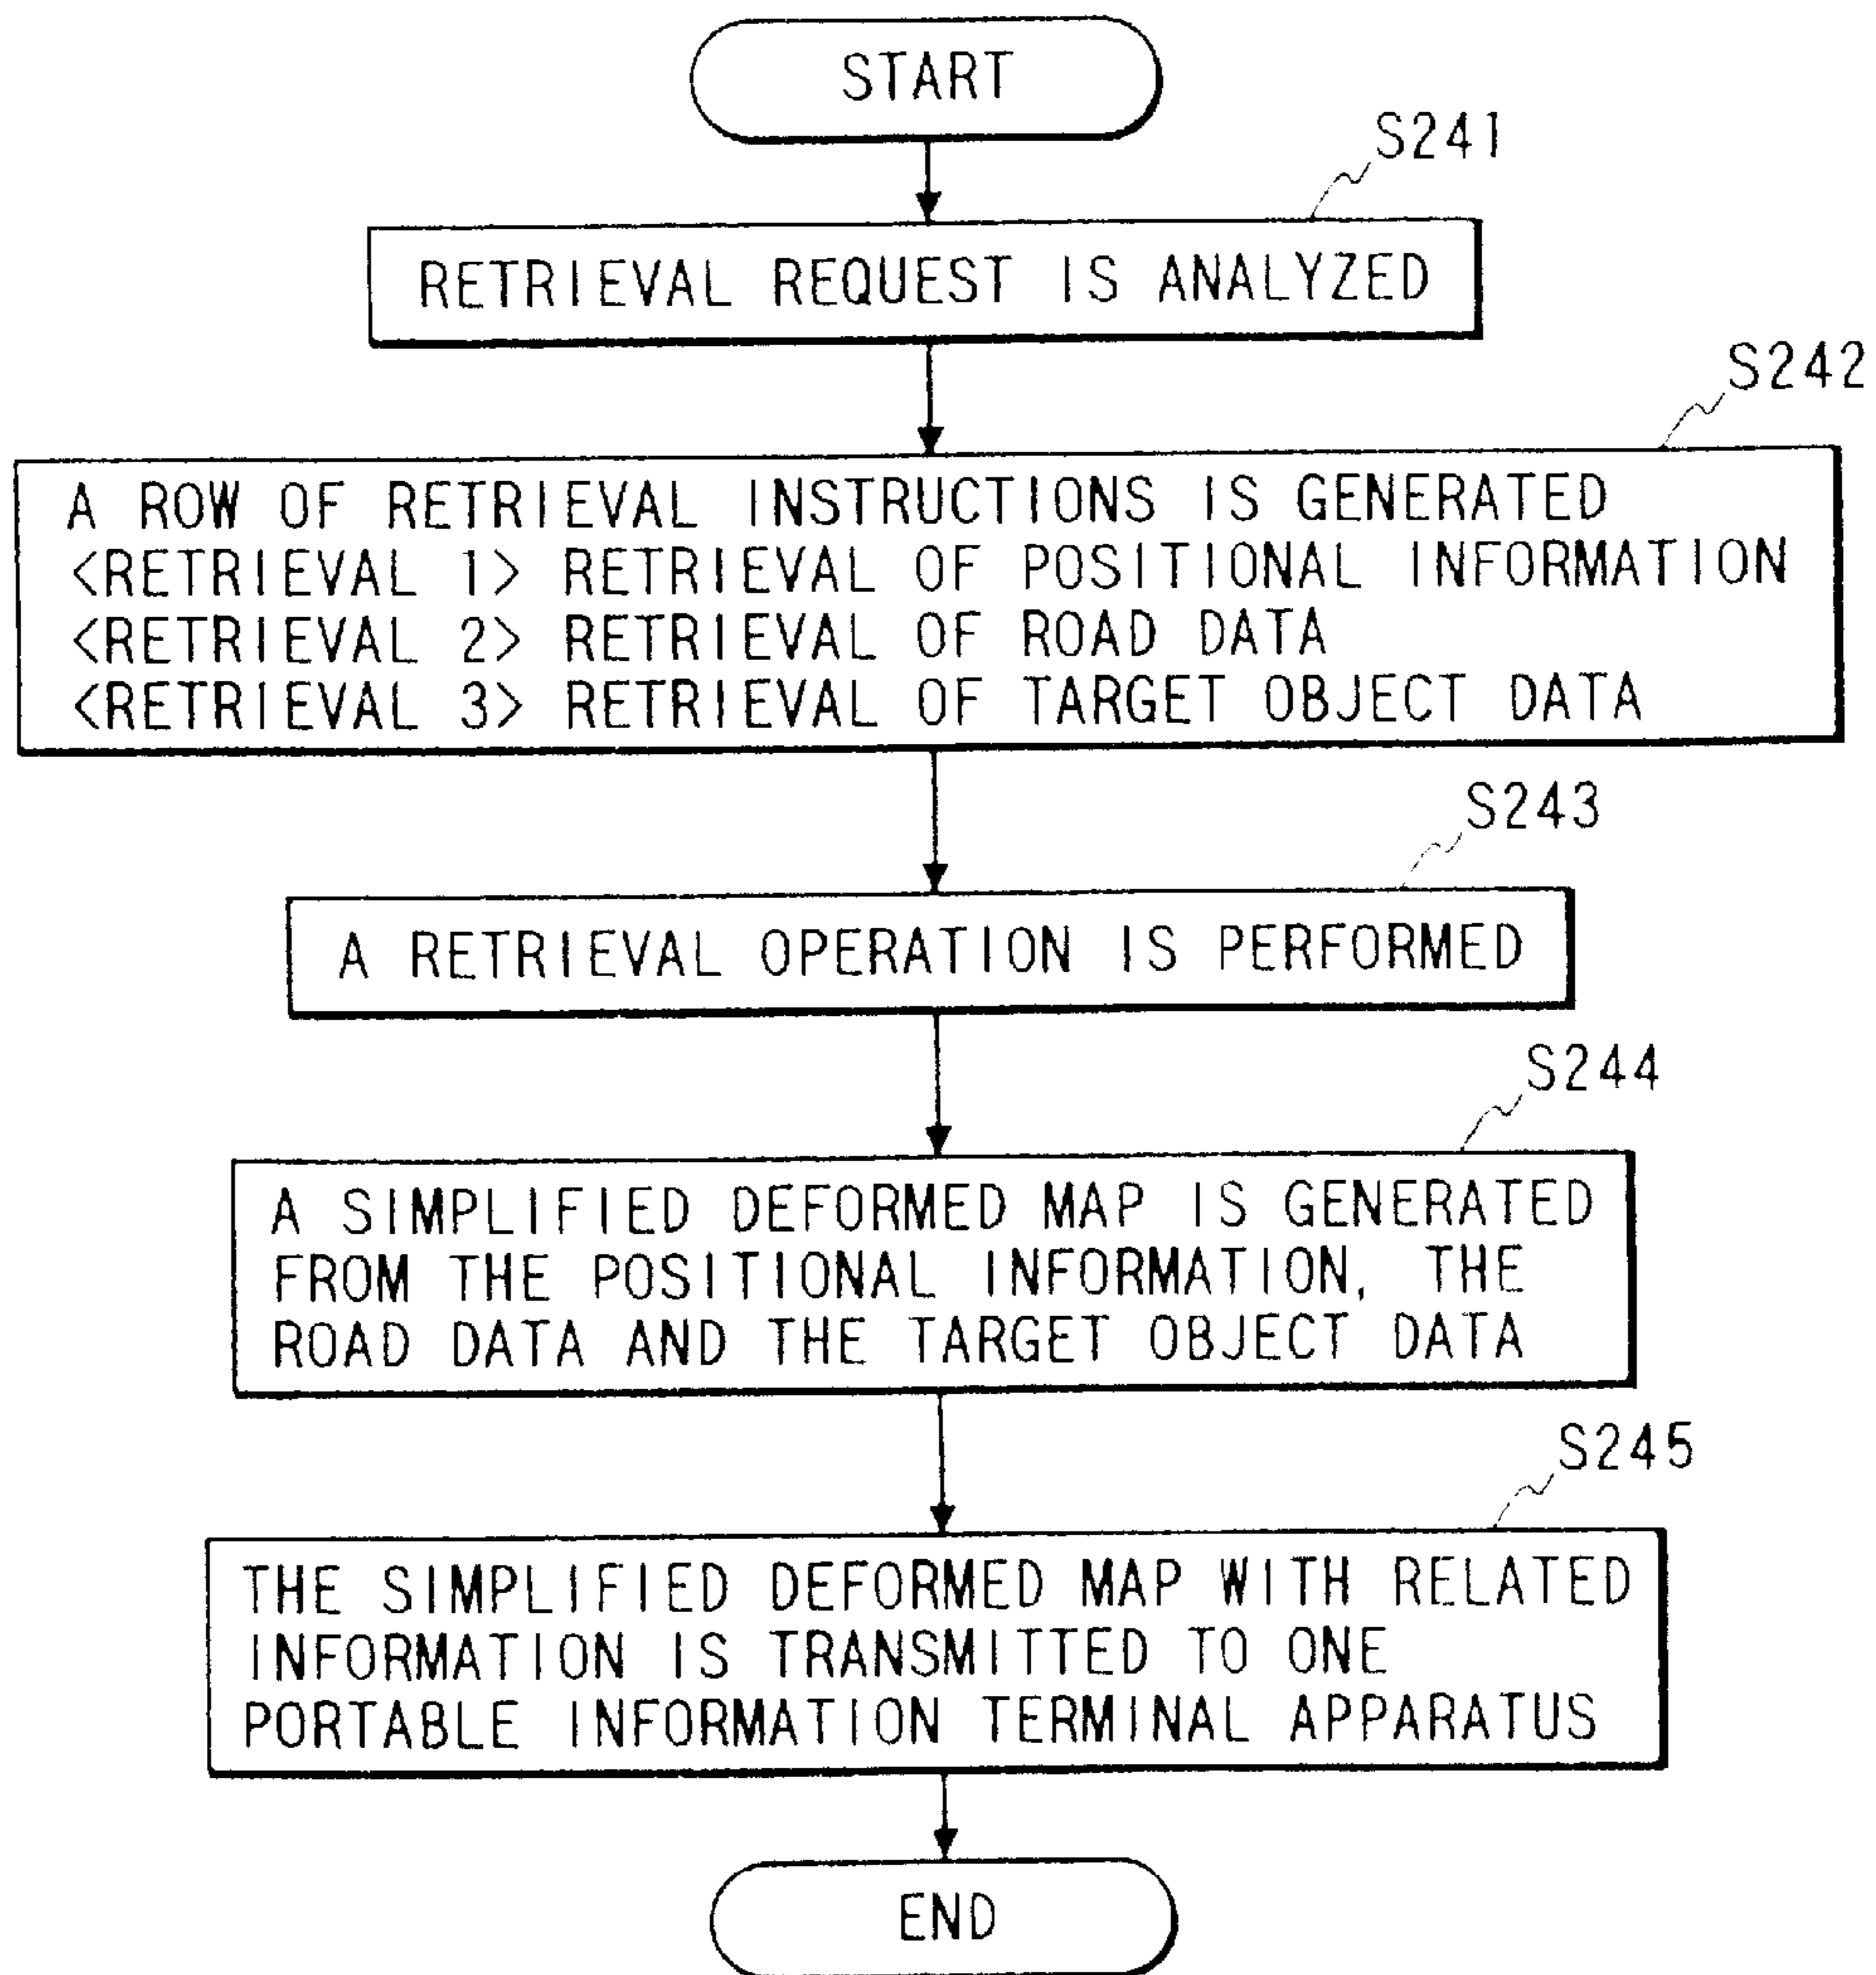 START
S241
RETRIEVAL REQUEST IS ANALYZED
S242
A ROW OF RETRIEVAL INSTRUCTIONS IS GENERATED
<RETRIEVAL 1> RETRIEVAL OF POSITIONAL INFORMATION
<RETRIEVAL 2> RETRIEVAL OF ROAD DATA
<RETRIEVAL 3> RETRIEVAL OF TARGET OBJECT DATA
S243
A RETRIEVAL OPERATION IS PERFORMED
S244
A SIMPLIFIED DEFORMED MAP IS GENERATED
FROM THE POSITIONAL INFORMATION, THE
ROAD DATA AND THE TARGET OBJECT DATA
S245
THE SIMPLIFIED DEFORMED MAP WITH RELATED
INFORMATION IS TRANSMITTED TO ONE
PORTABLE INFORMATION TERMINAL APPARATUS
END